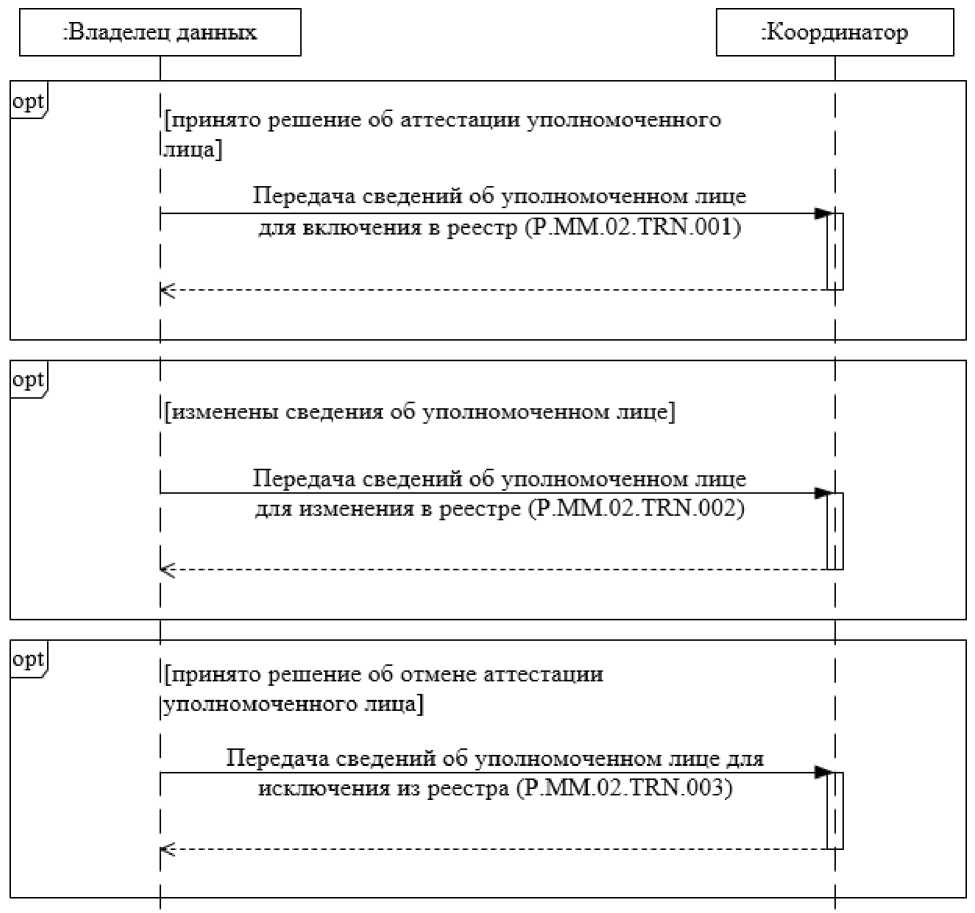 :Владелец данных
:Координатор
opt
[принято решение об аттестации уполномоченного
лица]
Передача сведений об уполномоченном лице
для включения в реестр (P.MM.02.TRN.001)
opt
[изменены сведения об уполномоченном лице]
Передача сведений об уполномоченном лице
для изменения в реестре (P.MM.02.TRN.002)
opt
[принято решение об отмене аттестации
уполномоченного лица]
Передача сведений об уполномоченном лице для
исключения из реестра (P.MM.02.TRN.003)